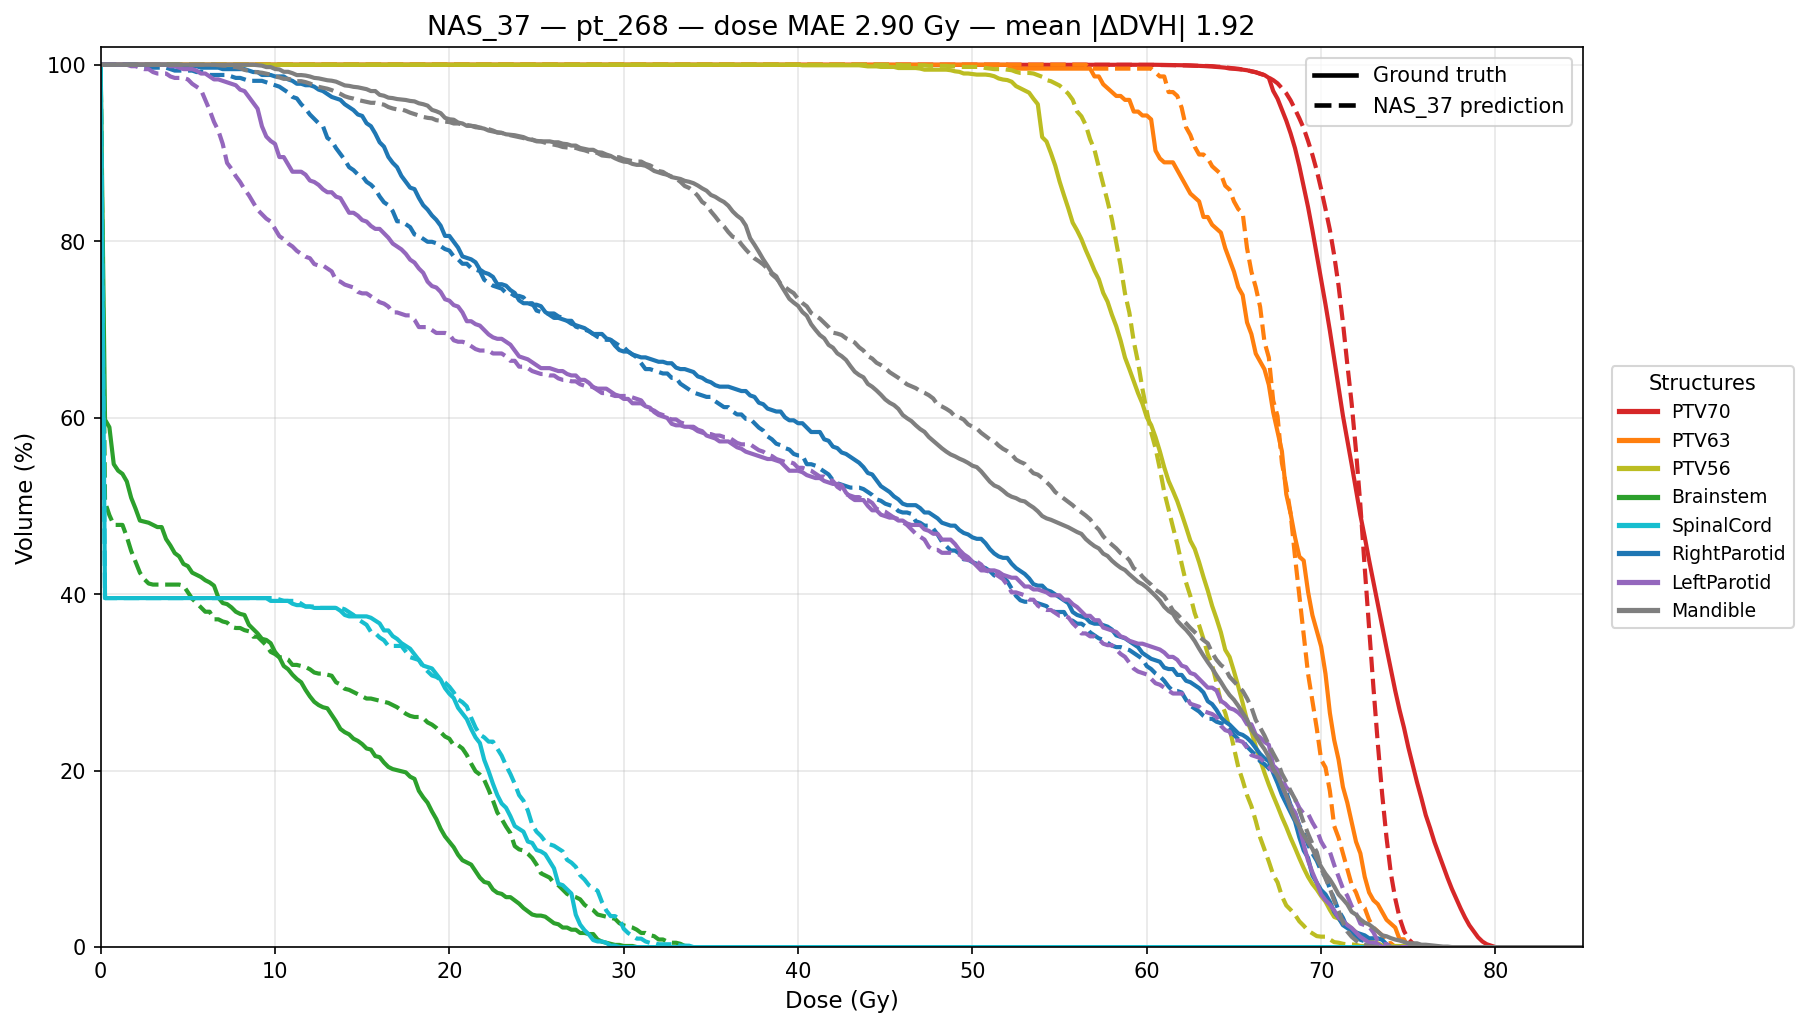 NAS_37 — pt_268 — dose MAE 2.90 Gy — mean |ΔDVH| 1.92
Ground truth
NAS_37 prediction
Volume (%)
100
80
60
40
20
0
0 10 20 30 40 50 60 70 80
Dose (Gy)
Structures
PTV70
PTV63
PTV56
Brainstem
SpinalCord
RightParotid
LeftParotid
Mandible